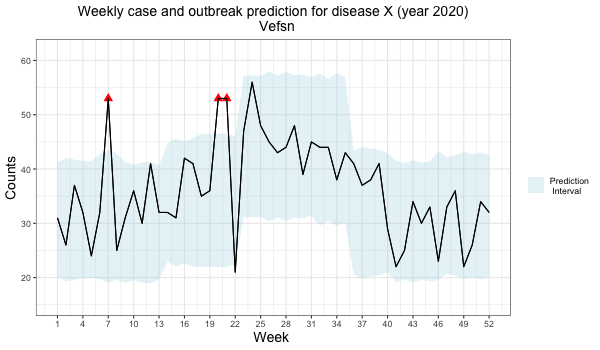 Weekly case and outbreak prediction for disease X (year 2020)
Vefsn
60
50
40
30
20
Counts
1 4 7 10 13 16 19 22 25 28 31 34 37 40 43 46 49 52
Week
Prediction
Interval